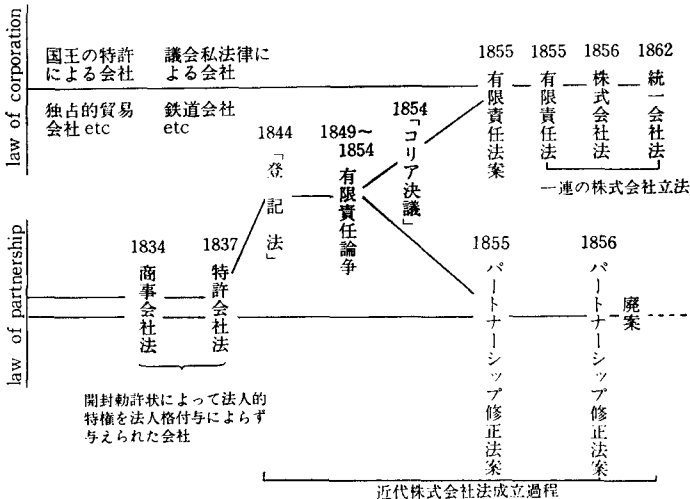 law of corporation
国王の特許
による会社
議会私法律に
よる会社
独占的貿易
会社 etc
鉄道会社
etc
1844
「登記法」
1849〜
1854
有限責任論争
1854
「コリア決議」
1855
有限責任法案
1855
有限責任法
1856
株式会社法
1862
統一会社法
一連の株式会社立法
law of partnership
1834
商事会社法
1837
特許会社法
開封勅許状によって法人的
特権を法人格付与によらず
与えられた会社
1855
パートナーシップ修正法案
1856
パートナーシップ修正法案
廃案
近代株式会社法成立過程